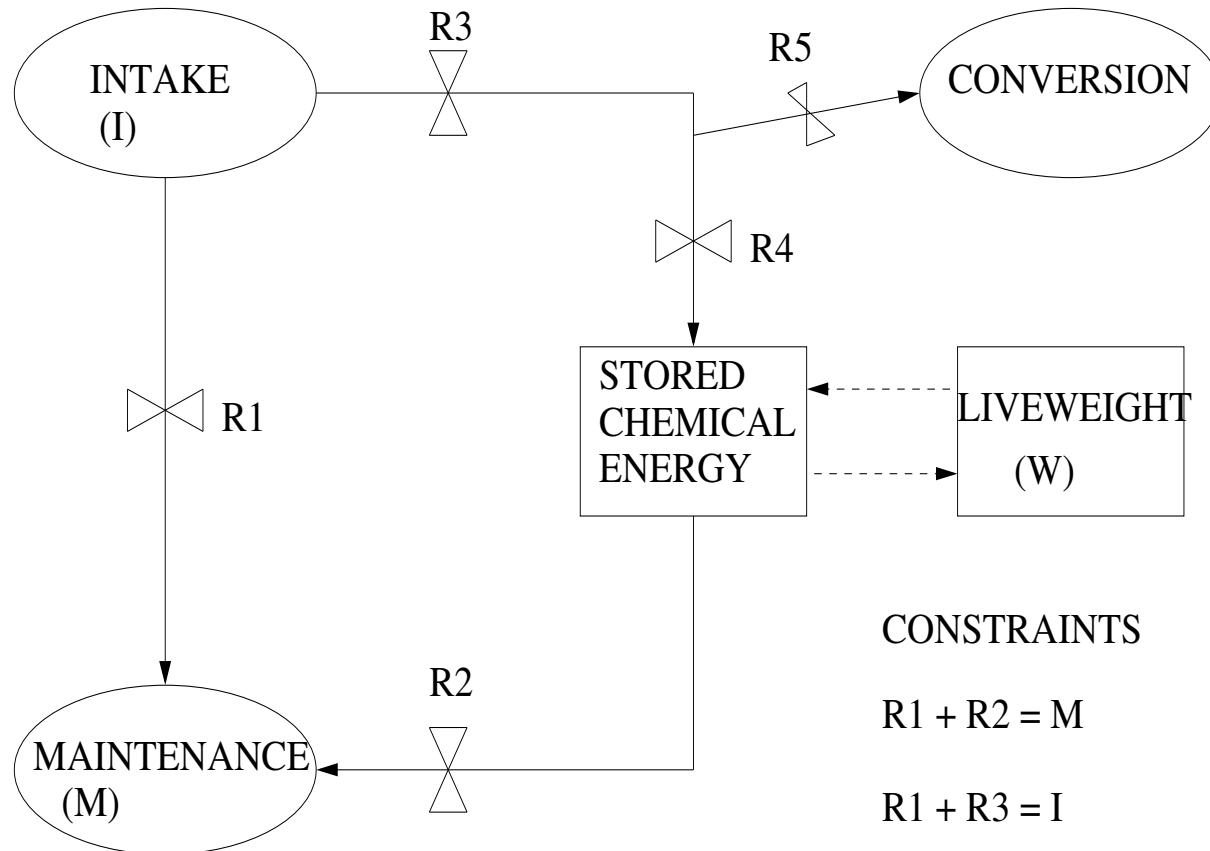 R3
R5
INTAKE
(I)
CONVERSION
R4
STORED
CHEMICAL
ENERGY
LIVEWEIGHT
(W)
R1
CONSTRAINTS
R2
R1 + R2 = M
MAINTENANCE
(M)
R1 + R3 = I